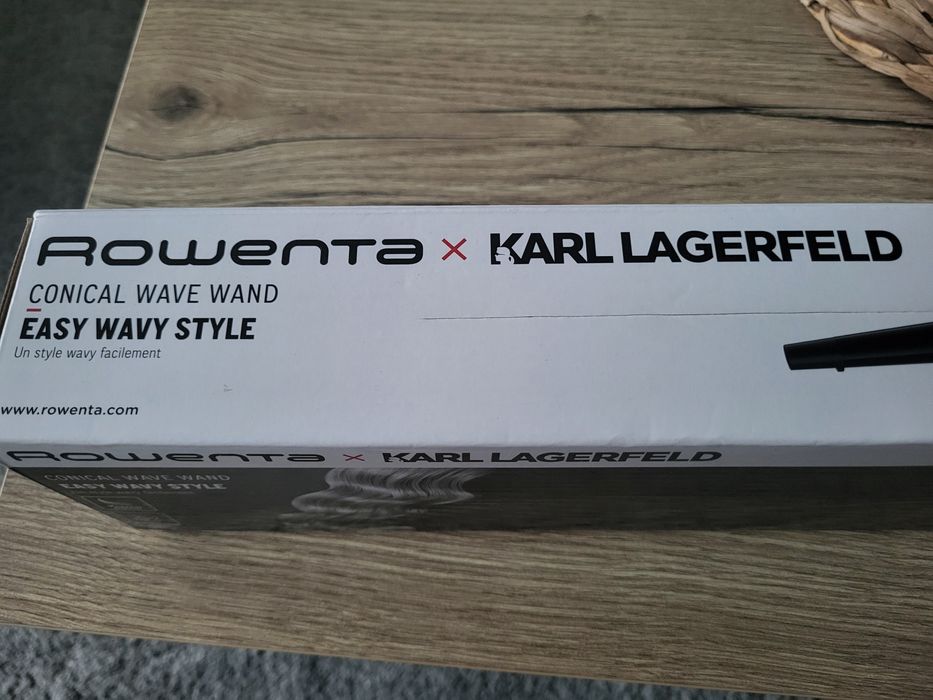 Rowenta × KARL LAGERFELD
CONICAL WAVE WAND
EASY WAVY STYLE
Un style wavy facilement
www.rowenta.com
Rowenta × KARL LAGERFELD
CONICAL WAVE WAND
EASY WAVY STYLE